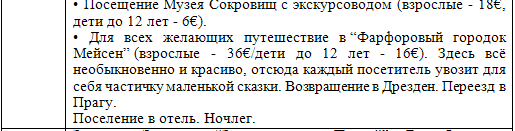 • Посещение Музея Сокровищ с экскурсоводом (взрослые - 18€,
дети до 12 лет - 6€).
• Для всех желающих путешествие в “Фарфоровый городок
Мейсен” (взрослые - 36€/дети до 12 лет - 16€). Здесь всё
необыкновенно и красиво, отсюда каждый посетитель увозит для
себя частичку маленькой сказки. Возвращение в Дрезден. Переезд в
Прагу.
Поселение в отель. Ночлег.